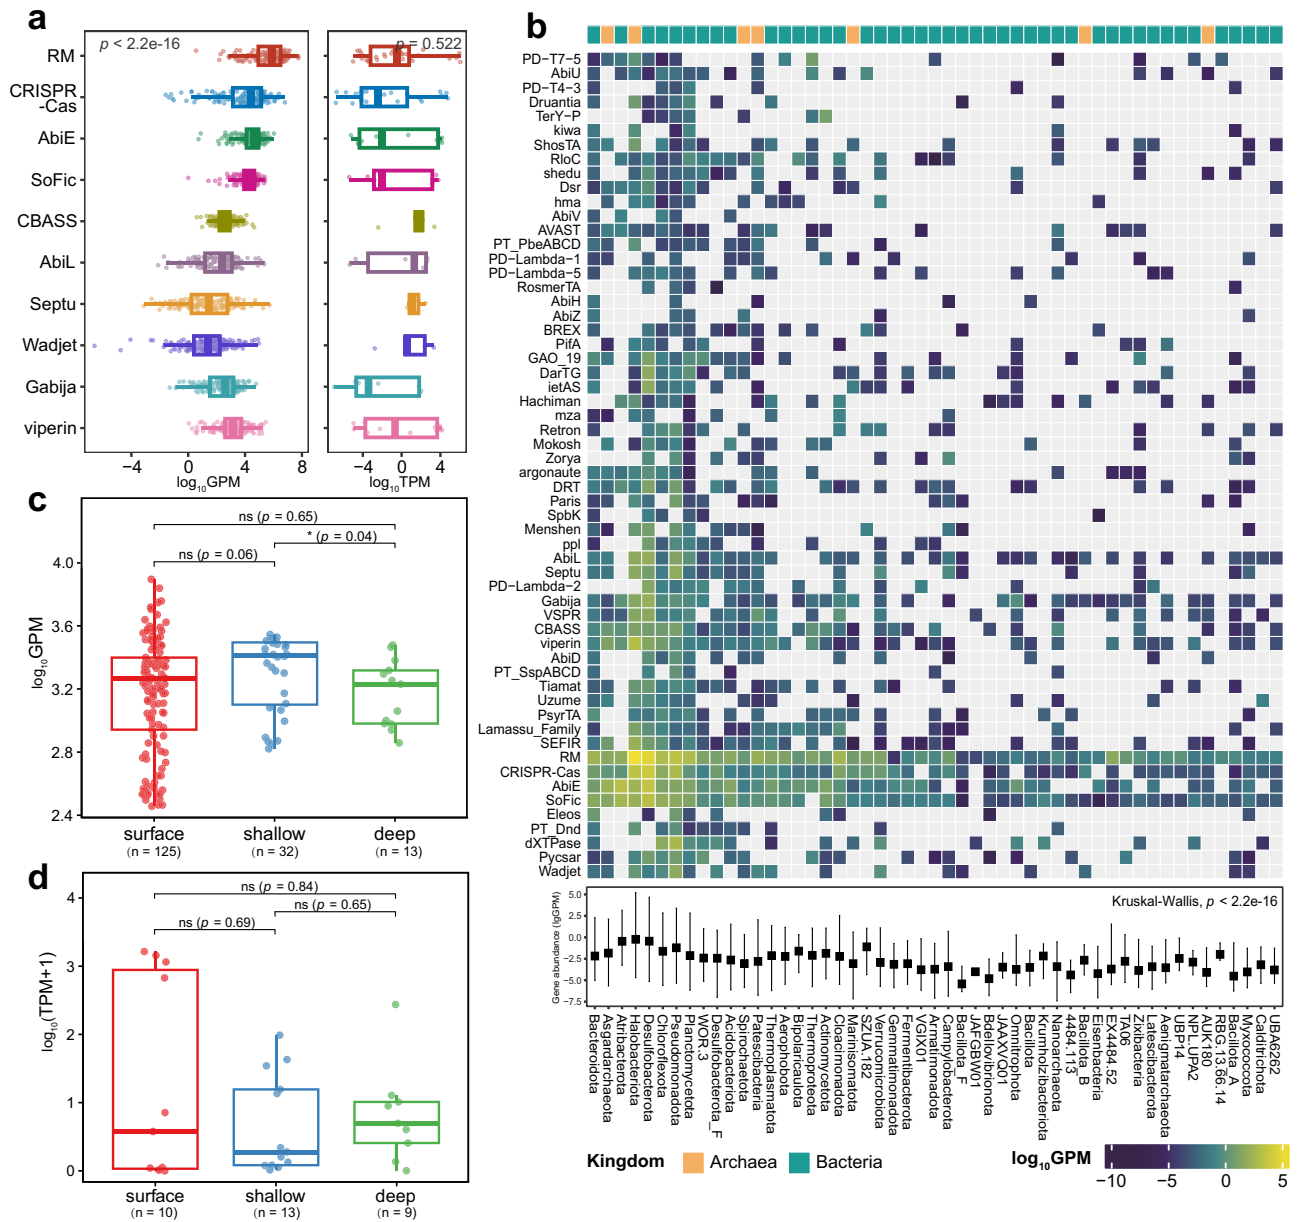 a
p < 2.2e-16
p = 0.522
RM
CRISPR
-Cas
AbiE
SoFic
CBASS
AbiL
Septu
Wadjet
Gabija
viperin
−4 0 4 8
−4 0 4
log10GPM
log10TPM
b
PD−T7−5
AbiU
PD−T4−3
Druantia
TerY−P
kiwa
ShosTA
RloC
shedu
Dsr
hma
AbiV
AVAST
PT_PbeABCD
PD−Lambda−1
PD−Lambda−5
RosmerTA
AbiH
AbiZ
BREX
PifA
GAO_19
DarTG
ietAS
Hachiman
mza
Retron
Mokosh
Zorya
argonaute
DRT
Paris
SpbK
Menshen
ppl
AbiL
Septu
PD−Lambda−2
Gabija
VSPR
CBASS
viperin
AbiD
PT_SspABCD
Tiamat
Uzume
PsyrTA
Lamassu_Family
SEFIR
RM
CRISPR-Cas
AbiE
SoFic
Eleos
PT_Dnd
dXTPase
Pycsar
Wadjet
Gene abundance (lgGPM)
5.0
2.5
0.0
−2.5
−5.0
−7.5
Kruskal-Wallis, p < 2.2e-16
Bacteroidota
Asgardarchaeota
Atribacterota
Halobacteriota
Desulfobacterota
Chloroflexota
Pseudomonadota
Planctomycetota
WOR.3
Desulfobacterota_F
Acidobacteriota
Spirochaetota
Patescibacteria
Thermoplasmatota
Aerophobota
Bipolaricaulota
Thermoproteota
Actinomycetota
Cloacimonadota
Marinisomatota
SZUA.182
Verrucomicrobiota
Gemmatimonadota
Fermentibacterota
VGIX01
Armatimonadota
Campylobacterota
Bacillota_F
JAFGBW01
Bdellovibrionota
JAAXVQ01
Omnitrophota
Bacillota
Krumholzibacteriota
Nanoarchaeota
4484.113
Bacillota_B
Eisenbacteria
EX4484.52
TA06
Zixibacteria
Latescibacterota
Aenigmatarchaeota
UBP14
NPL.UPA2
AUK180
RBG.13.66.14
Bacillota_A
Myxococcota
Calditrichota
UBA6262
Kingdom Archaea Bacteria
log10GPM
−10 −5 0 5
c
ns (p = 0.65)
* (p = 0.04)
ns (p = 0.06)
log10GPM
4.0
3.6
3.2
2.8
2.4
surface shallow deep
(n = 125) (n = 32) (n = 13)
d
ns (p = 0.84)
ns (p = 0.65)
ns (p = 0.69)
log10(TPM+1)
4
3
2
1
0
surface shallow deep
(n = 10) (n = 13) (n = 9)